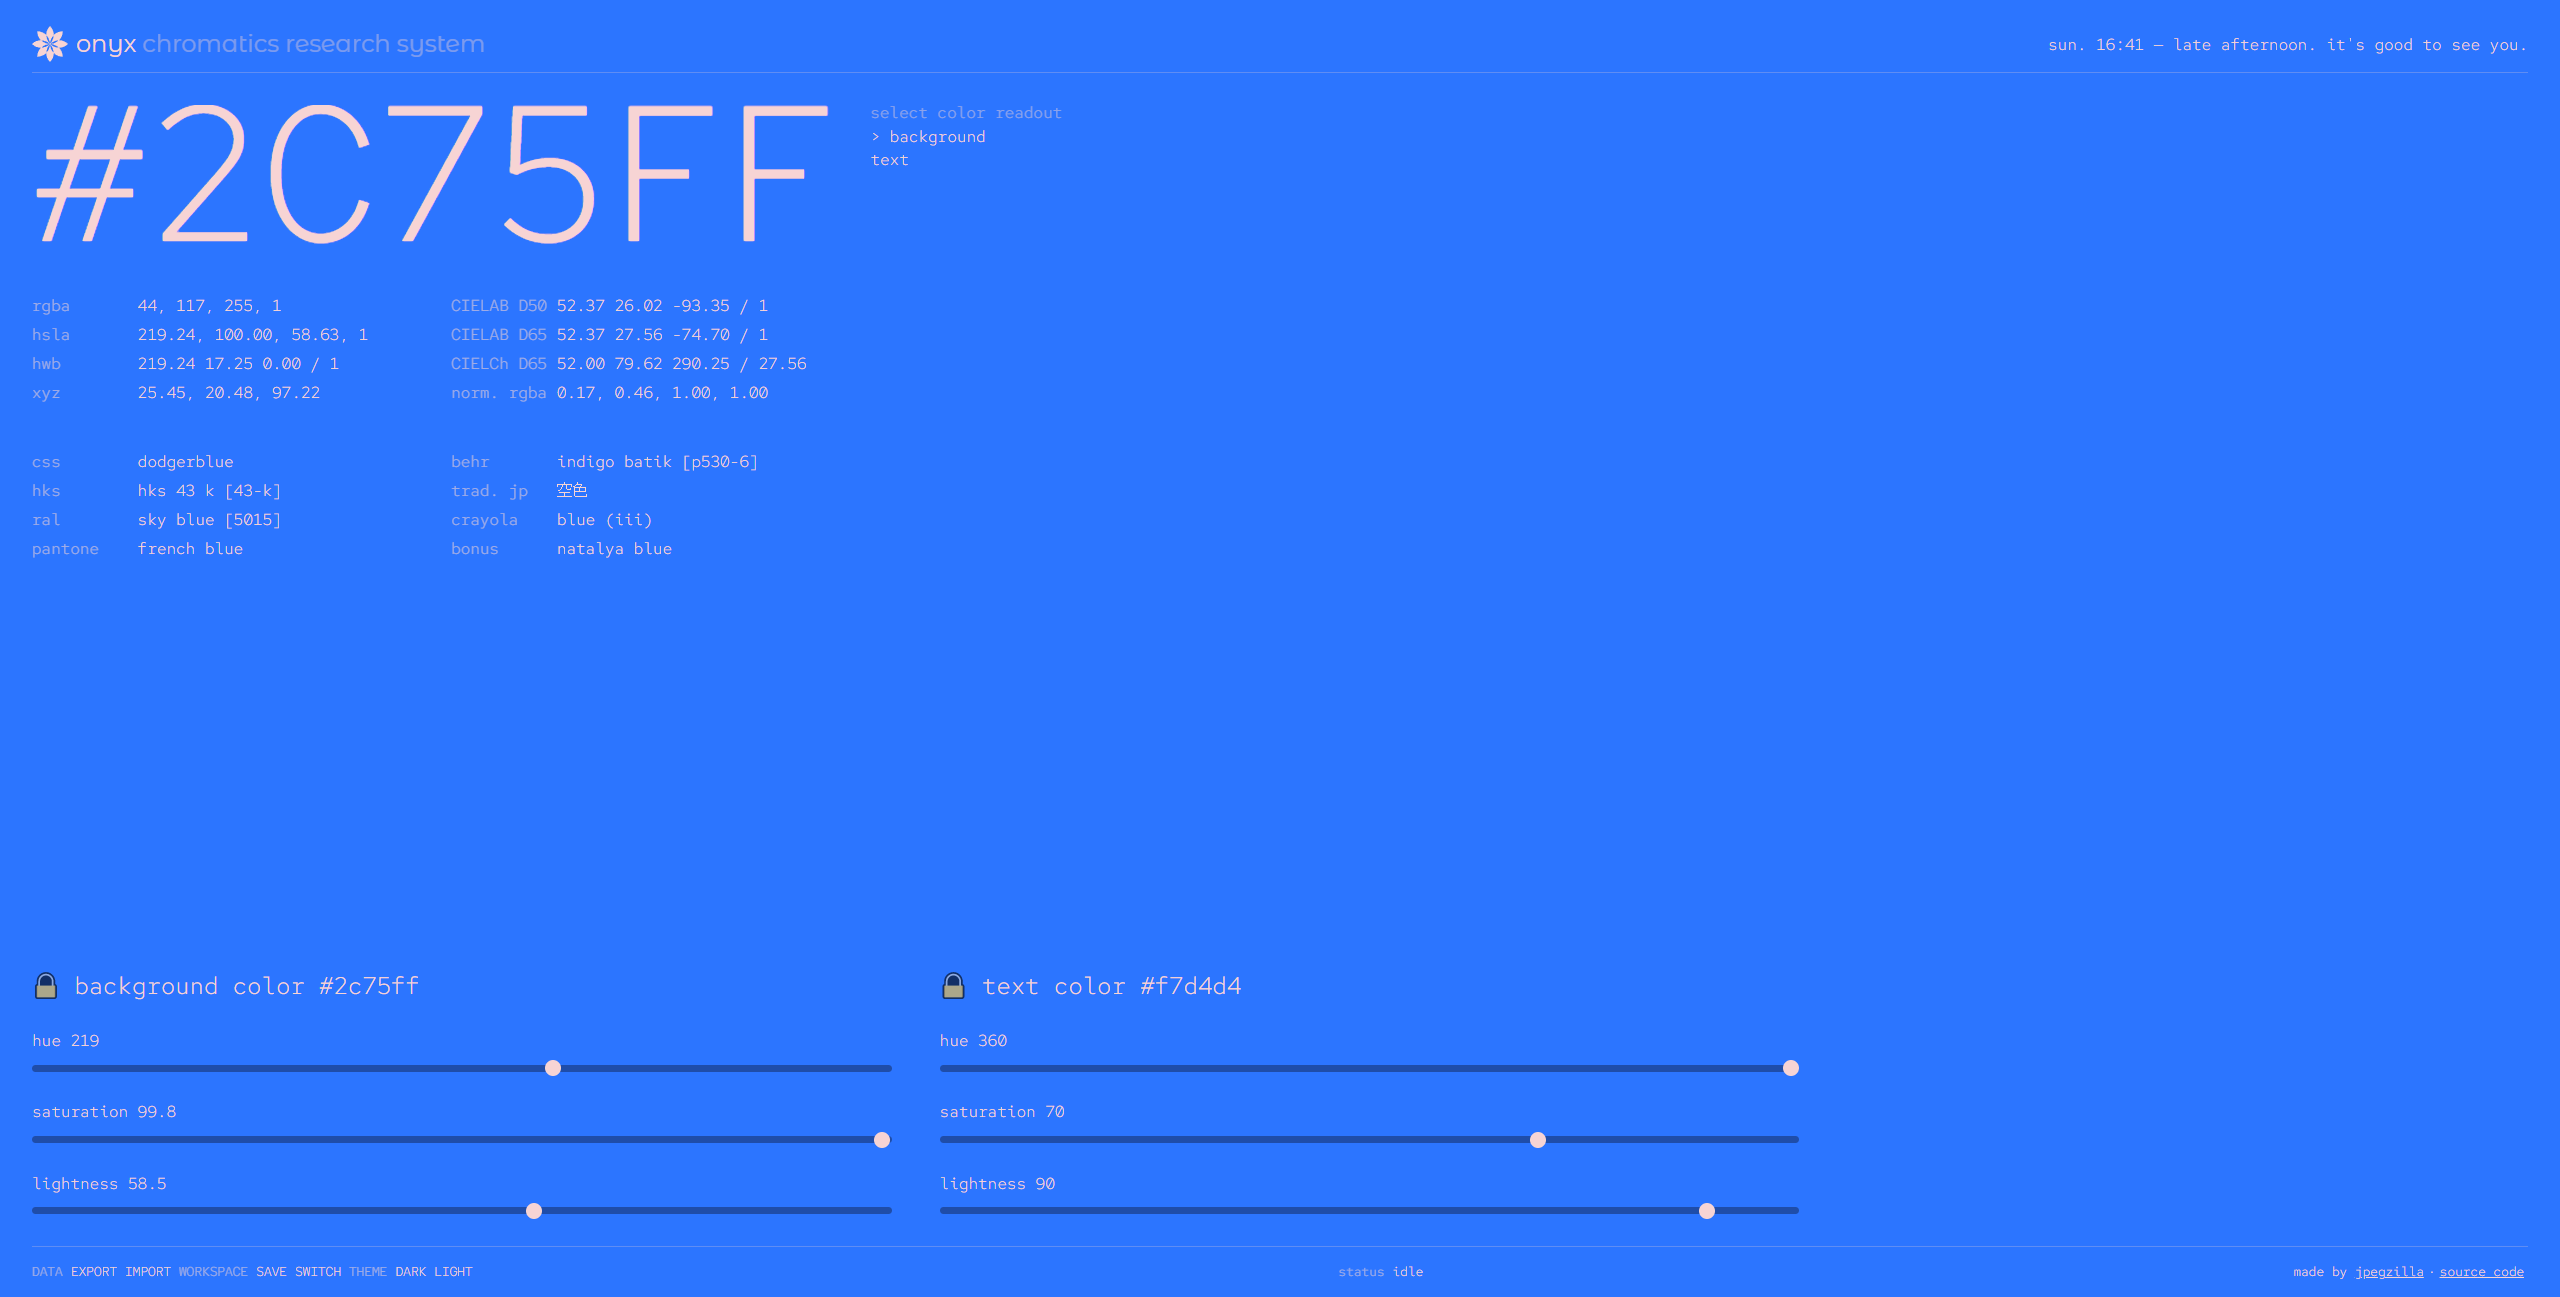 onyx chromatics research system
sun. 16:41 — late afternoon. it's good to see you.
#2C75FF
select color readout
> background
text
rgba 44, 117, 255, 1
hsla 219.24, 100.00, 58.63, 1
hwb 219.24 17.25 0.00 / 1
xyz 25.45, 20.48, 97.22
CIELAB D50 52.37 26.02 -93.35 / 1
CIELAB D65 52.37 27.56 -74.70 / 1
CIELCh D65 52.00 79.62 290.25 / 27.56
norm. rgba 0.17, 0.46, 1.00, 1.00
css dodgerblue
hks hks 43 k [43-k]
ral sky blue [5015]
pantone french blue
behr indigo batik [p530-6]
trad. jp 空色
crayola blue (iii)
bonus natalya blue
background color #2c75ff
hue 219
saturation 99.8
lightness 58.5
text color #f7d4d4
hue 360
saturation 70
lightness 90
DATA EXPORT IMPORT WORKSPACE SAVE SWITCH THEME DARK LIGHT
status idle
made by jpegzilla · source code